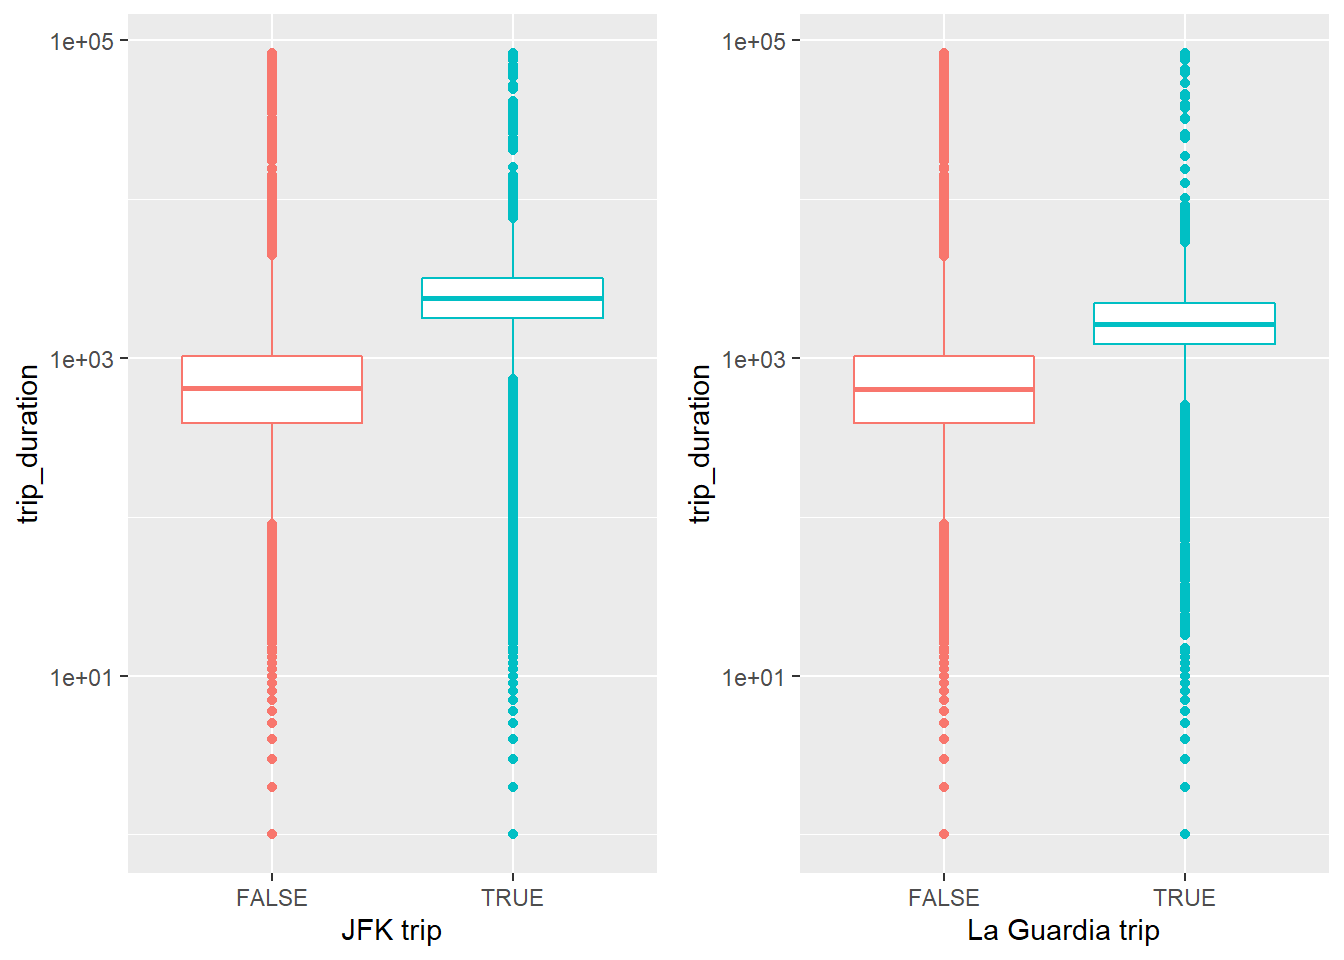 1e+05
1e+03
1e+01
trip_duration
FALSE
TRUE
JFK trip
1e+05
1e+03
1e+01
trip_duration
FALSE
TRUE
La Guardia trip